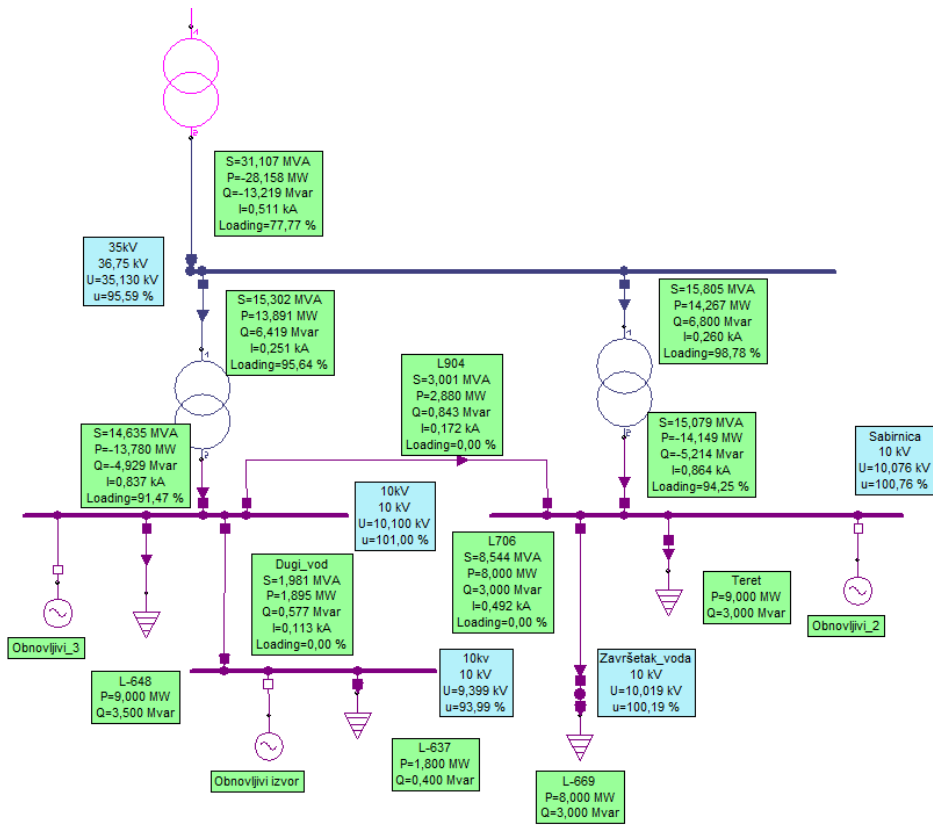 1
2
S=31,107 MVA
P=-28,158 MW
Q=-13,219 Mvar
I=0,511 kA
Loading=77,77 %
35kV
36,75 kV
U=35,130 kV
u=95,59 %
S=15,302 MVA
P=13,891 MW
Q=6,419 Mvar
I=0,251 kA
Loading=95,64 %
S=15,805 MVA
P=14,267 MW
Q=6,800 Mvar
I=0,260 kA
Loading=98,78 %
1
1
L904
S=3,001 MVA
P=2,880 MW
Q=0,843 Mvar
I=0,172 kA
Loading=0,00 %
S=14,635 MVA
P=-13,780 MW
Q=-4,929 Mvar
I=0,837 kA
Loading=91,47 %
2
S=15,079 MVA
P=-14,149 MW
Q=-5,214 Mvar
I=0,864 kA
Loading=94,25 %
2
Sabirnica
10 kV
U=10,076 kV
u=100,76 %
10kV
10 kV
U=10,100 kV
u=101,00 %
Dugi_vod
S=1,981 MVA
P=1,895 MW
Q=0,577 Mvar
I=0,113 kA
Loading=0,00 %
L706
S=8,544 MVA
P=8,000 MW
Q=3,000 Mvar
I=0,492 kA
Loading=0,00 %
Teret
P=9,000 MW
Q=3,000 Mvar
Obnovljivi_3
Obnovljivi_2
L-648
P=9,000 MW
Q=3,500 Mvar
10kv
10 kV
U=9,399 kV
u=93,99 %
Završetak_voda
10 kV
U=10,019 kV
u=100,19 %
Obnovljivi izvor
L-637
P=1,800 MW
Q=0,400 Mvar
L-669
P=8,000 MW
Q=3,000 Mvar